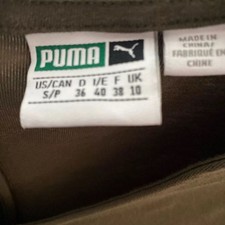 PUMA
US/CAN D I/E F UK
S/P 36 40 38 10
MADE IN
CHINA/
FABRIQUÉ EN
CHINE